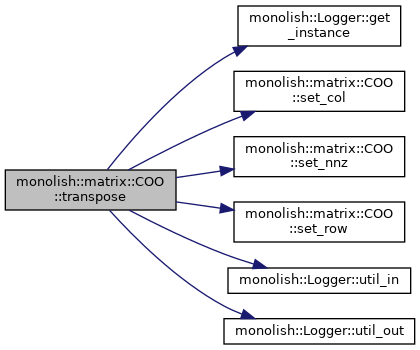 monolish::matrix::COO
::transpose
monolish::Logger::get
_instance
monolish::matrix::COO
::set_col
monolish::matrix::COO
::set_nnz
monolish::matrix::COO
::set_row
monolish::Logger::util_in
monolish::Logger::util_out